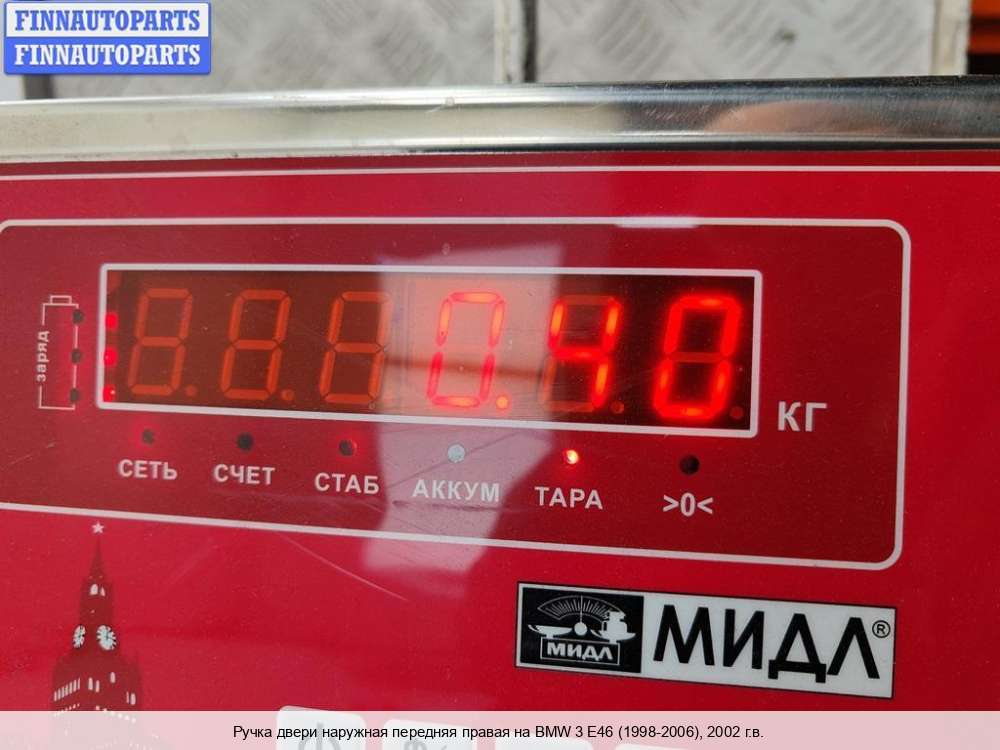 FINNAUTOPARTS
FINNAUTOPARTS
заряд
0.40
КГ
СЕТЬ СЧЕТ СТАБ АККУМ ТАРА >0<
МИДЛ
МИДЛ®
Ручка двери наружная передняя правая на BMW 3 E46 (1998-2006), 2002 г.в.